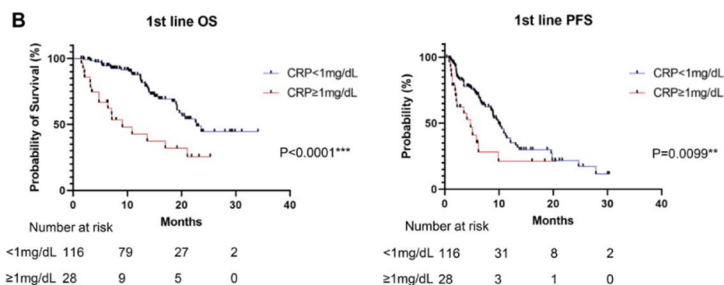 B
1st line OS
Probability of Survival (%)
100
50
0
0 10 20 30 40
Months
CRP<1mg/dL
CRP≥1mg/dL
P<0.0001***
Number at risk
<1mg/dL 116 79 27 2
≥1mg/dL 28 9 5 0
1st line PFS
Probability (%)
100
50
0
0 10 20 30 40
Months
CRP<1mg/dL
CRP≥1mg/dL
P=0.0099**
Number at risk
<1mg/dL 116 31 8 2
≥1mg/dL 28 3 1 0